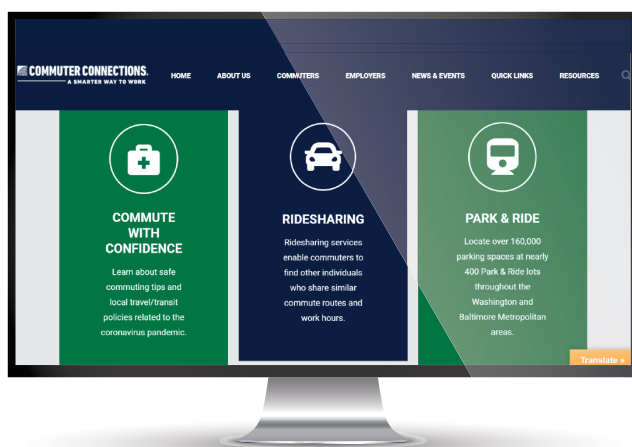 COMMUTER CONNECTIONS.
A SMARTER WAY TO WORK
HOME
ABOUT US
COMMUTERS
EMPLOYERS
NEWS & EVENTS
QUICK LINKS
RESOURCES
COMMUTE
WITH
CONFIDENCE
Learn about safe
commuting tips and
local travel/transit
policies related to the
coronavirus pandemic.
RIDESHARING
Ridesharing services
enable commuters to
find other individuals
who share similar
commute routes and
work hours.
PARK & RIDE
Locate over 160,000
parking spaces at nearly
400 Park & Ride lots
throughout the
Washington and
Baltimore Metropolitan
areas.
Translate »